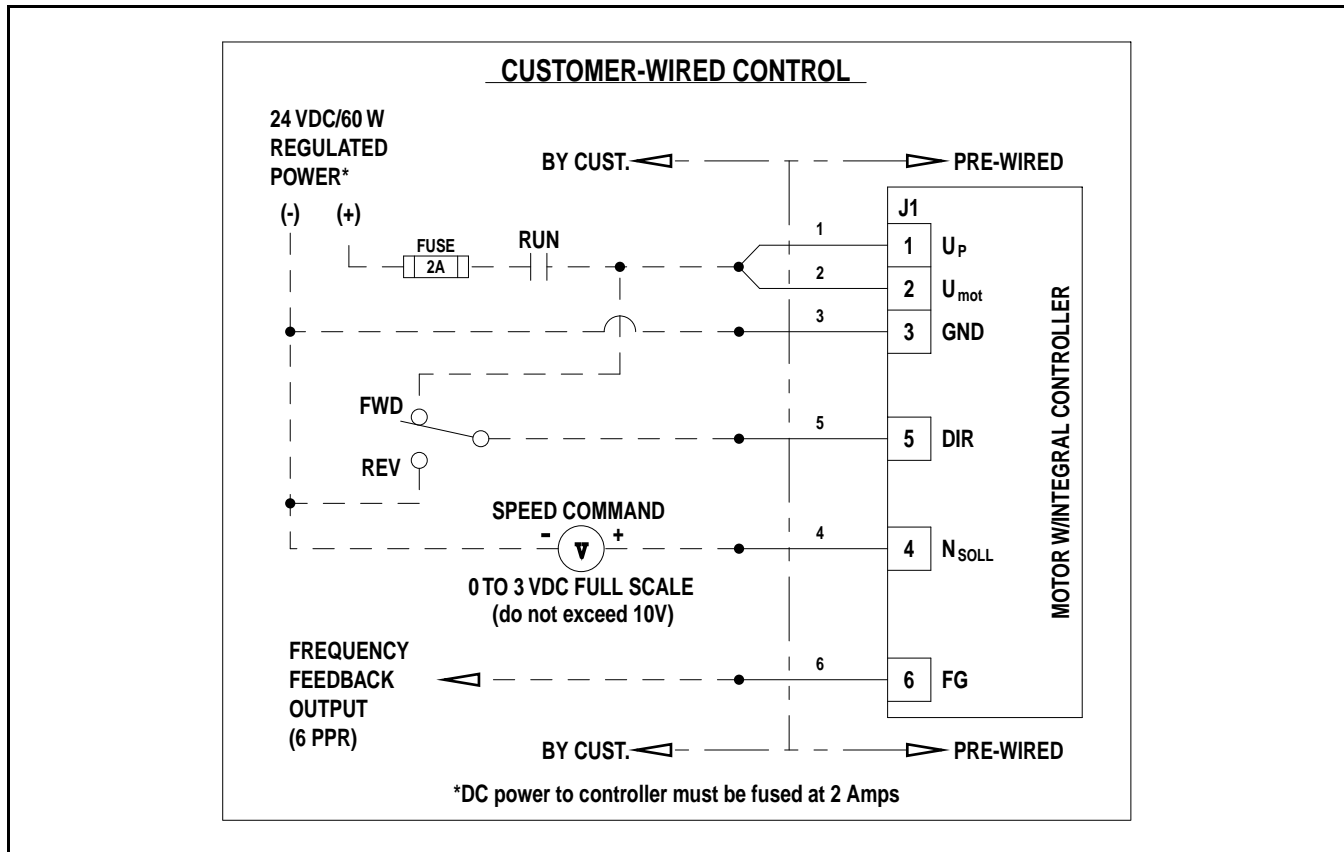 CUSTOMER-WIRED CONTROL
24 VDC/60 W
REGULATED
POWER*
(-) (+)
BY CUST.
PRE-WIRED
FUSE
2A
RUN
J1
1
1 UP
2
2 Umot
3
3 GND
FWD
REV
5
5 DIR
SPEED COMMAND
- V +
4
4 NSOLL
0 TO 3 VDC FULL SCALE
(do not exceed 10V)
MOTOR W/INTEGRAL CONTROLLER
FREQUENCY
FEEDBACK
OUTPUT
(6 PPR)
6
6 FG
BY CUST.
PRE-WIRED
*DC power to controller must be fused at 2 Amps